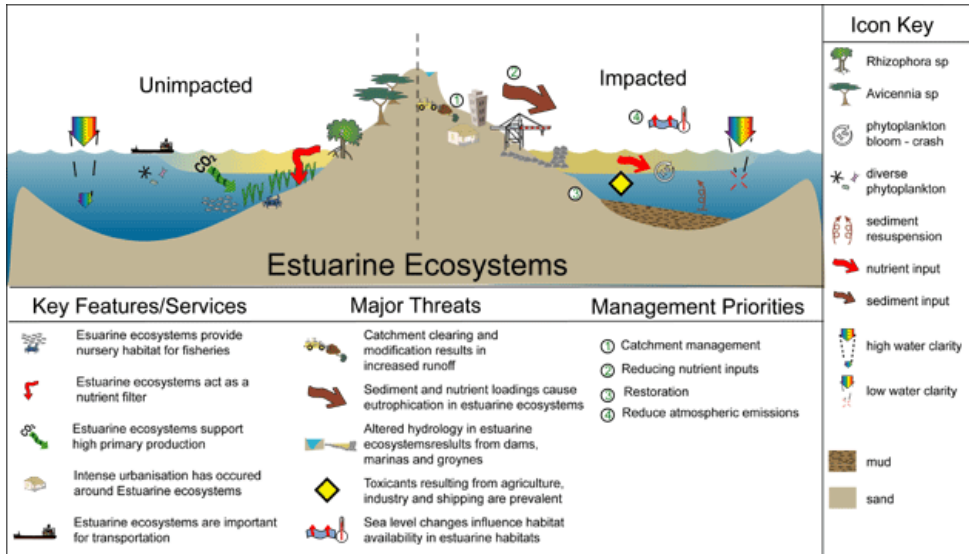 Unimpacted
Impacted
CO₂
1
2
3
4
Estuarine Ecosystems
Key Features/Services
Esuarine ecosystems provide
nursery habitat for fisheries
Estuarine ecosystems act as a
nutrient filter
Estuarine ecosystems support
high primary production
Intense urbanisation has occured
around Estuarine ecosystems
Estuarine ecosystems are important
for transportation
Major Threats
Catchment clearing and
modification results in
increased runoff
Sediment and nutrient loadings cause
eutrophication in estuarine ecosystems
Altered hydrology in estuarine
ecosystemsreslults from dams,
marinas and groynes
Toxicants resulting from agriculture,
industry and shipping are prevalent
Sea level changes influence habitat
availability in estuarine habitats
Management Priorities
1 Catchment management
2 Reducing nutrient inputs
3 Restoration
4 Reduce atmospheric emissions
Icon Key
Rhizophora sp
Avicennia sp
phytoplankton
bloom - crash
diverse
phytoplankton
sediment
resuspension
nutrient input
sediment input
high water clarity
low water clarity
mud
sand